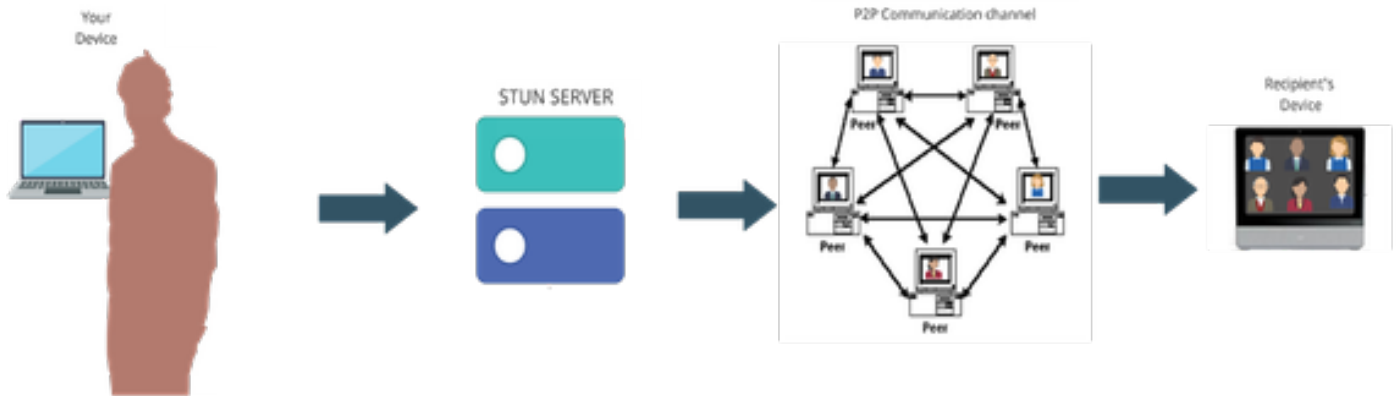 Your
Device
STUN SERVER
P2P Communication channel
Peer
Peer
Peer
Peer
Peer
Recipient's
Device